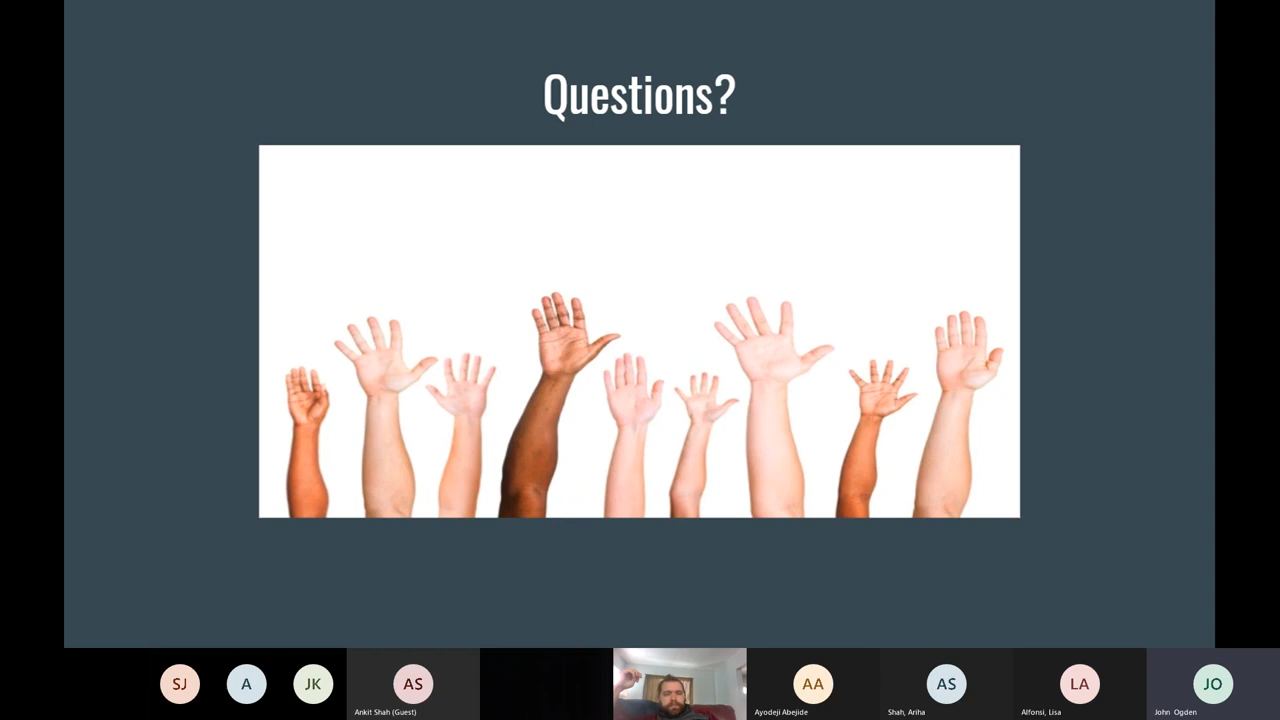 Questions?
SJ
A
JK
AS
AA
AS
LA
JO
Ankit Shah (Guest)
Ayodeji Abejide
Shah, Ariha
Alfonsi, Lisa
John Ogden